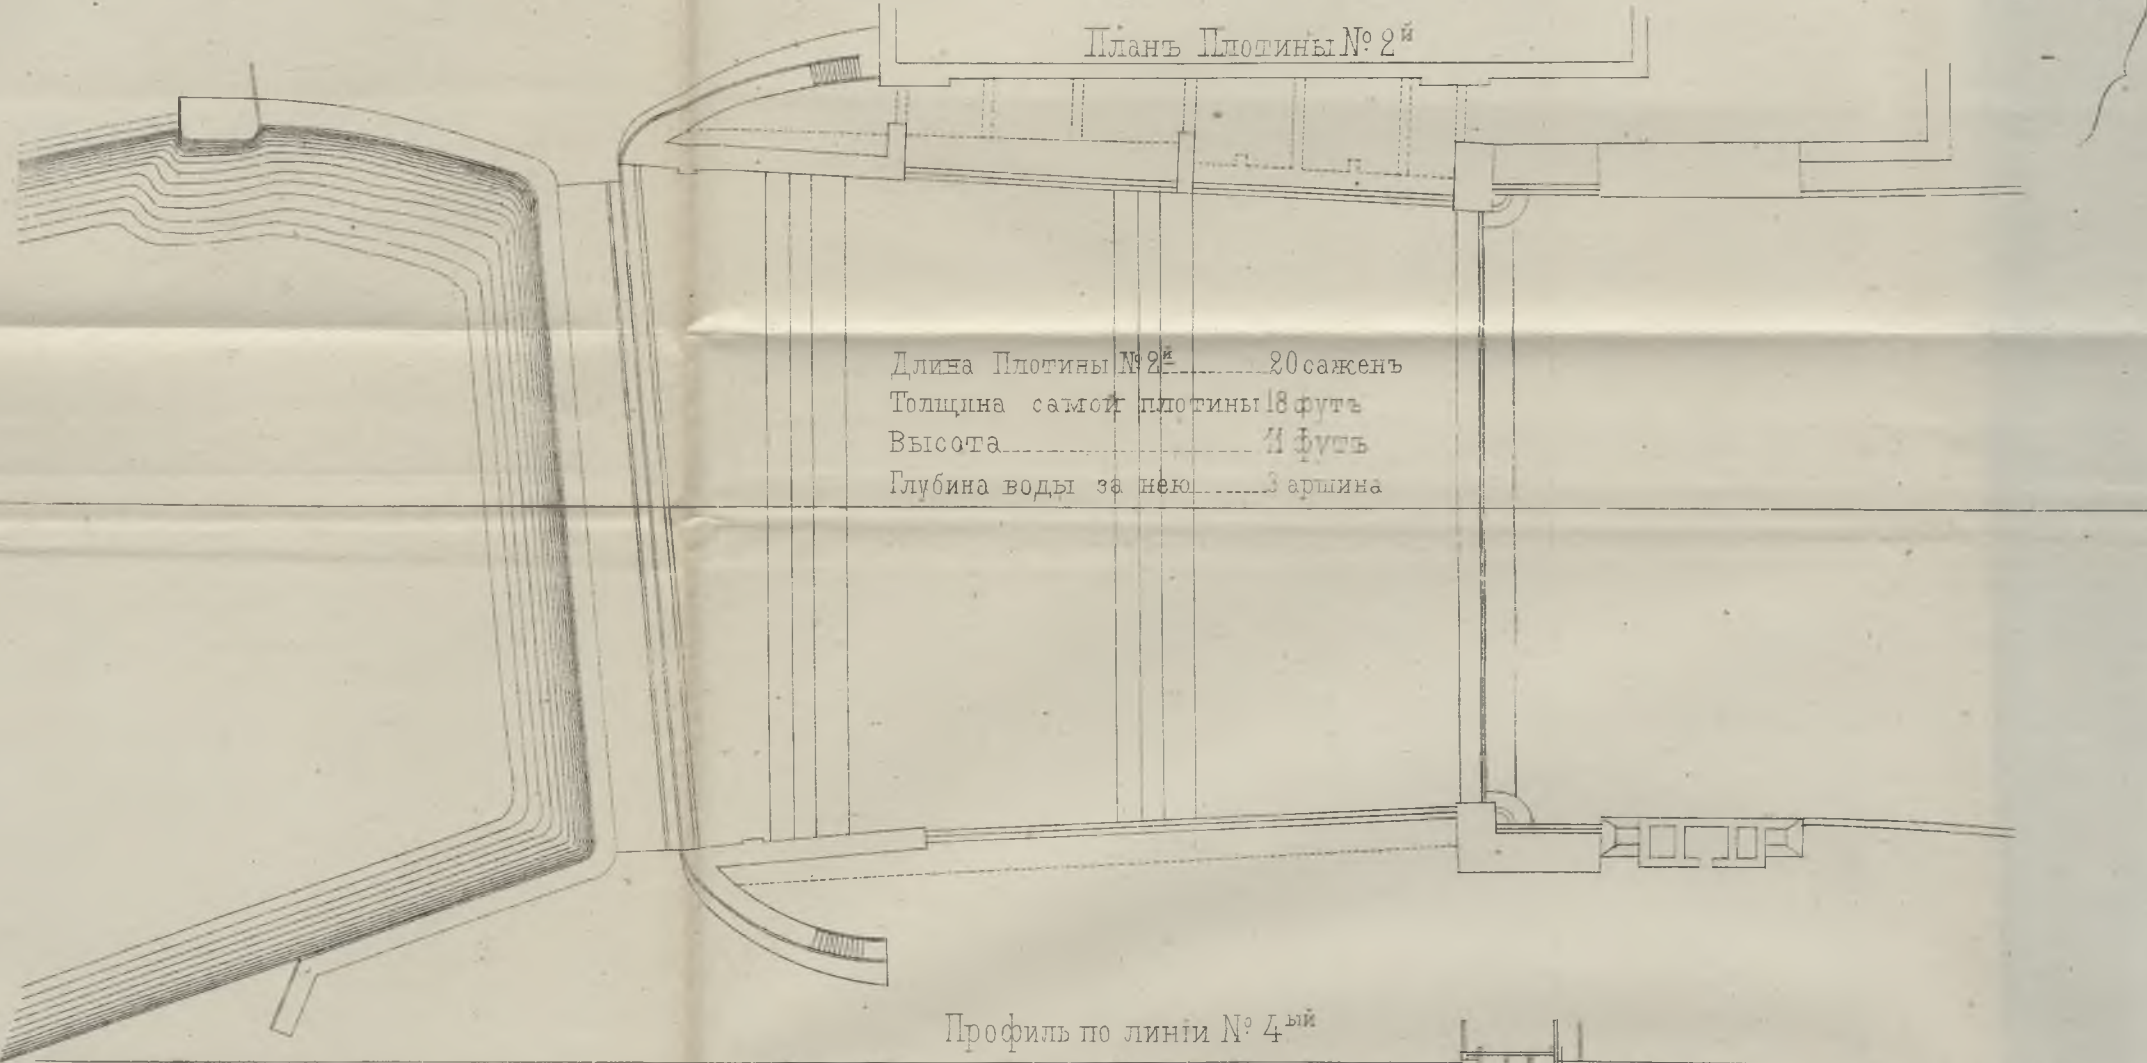 Планъ Плотины № 2й
Длина Плотины № 2й 20 саженъ
Толщина самой плотины 18 футъ
Высота 11 футъ
Глубина воды за нею 3 аршина
Профиль по линіи № 4ый